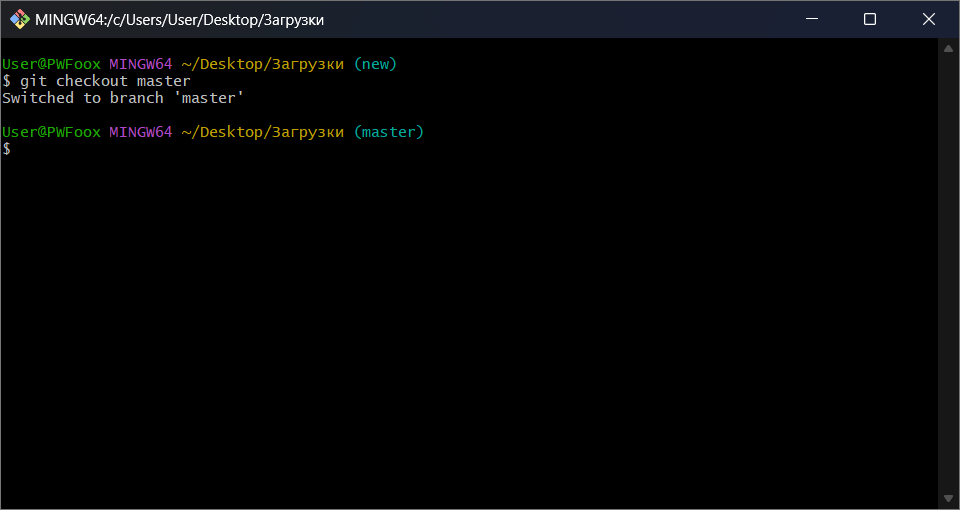 MINGW64:/c/Users/User/Desktop/Загрузки
User@PWFoox MINGW64 ~/Desktop/Загрузки (new)
$ git checkout master
Switched to branch 'master'
User@PWFoox MINGW64 ~/Desktop/Загрузки (master)
$